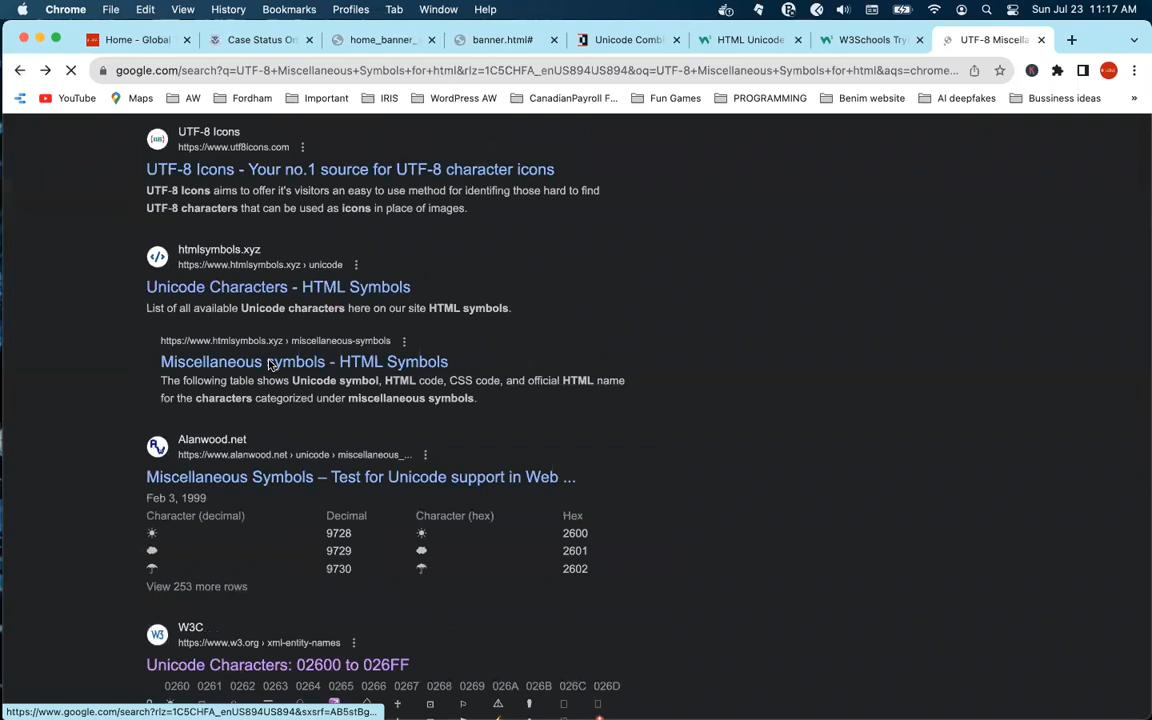 Chrome File Edit View History Bookmarks Profiles Tab Window Help Sun Jul 23 11:17 AM
Home - Global Case Status On home_banner_ banner.html# Unicode Comb HTML Unicode W3Schools Try UTF-8 Miscella
google.com/search?q=UTF-8+Miscellaneous+Symbols+for+html&rlz=1C5CHFA_enUS894US894&oq=UTF-8+Miscellaneous+Symbols+for+html&aqs=chrome...
YouTube Maps AW Fordham Important IRIS WordPress AW CanadianPayroll F... Fun Games PROGRAMMING Benim website AI deepfakes Bussiness ideas »
UTF-8 Icons
https://www.utf8icons.com
UTF-8 Icons - Your no.1 source for UTF-8 character icons
UTF-8 Icons aims to offer it's visitors an easy to use method for identifing those hard to find
UTF-8 characters that can be used as icons in place of images.
htmlsymbols.xyz
https://www.htmlsymbols.xyz › unicode
Unicode Characters - HTML Symbols
List of all available Unicode characters here on our site HTML symbols.
https://www.htmlsymbols.xyz › miscellaneous-symbols
Miscellaneous symbols - HTML Symbols
The following table shows Unicode symbol, HTML code, CSS code, and official HTML name
for the characters categorized under miscellaneous symbols.
Alanwood.net
https://www.alanwood.net › unicode › miscellaneous_...
Miscellaneous Symbols – Test for Unicode support in Web ...
Feb 3, 1999
Character (decimal) Decimal Character (hex) Hex
☀ 9728 ☀ 2600
☁ 9729 ☁ 2601
☂ 9730 ☂ 2602
View 253 more rows
W3C
https://www.w3.org › xml-entity-names
Unicode Characters: 02600 to 026FF
0260 0261 0262 0263 0264 0265 0266 0267 0268 0269 026A 026B 026C 026D
https://www.google.com/search?rlz=1C5CHFA_enUS894US894&sxsrf=AB5stBg...